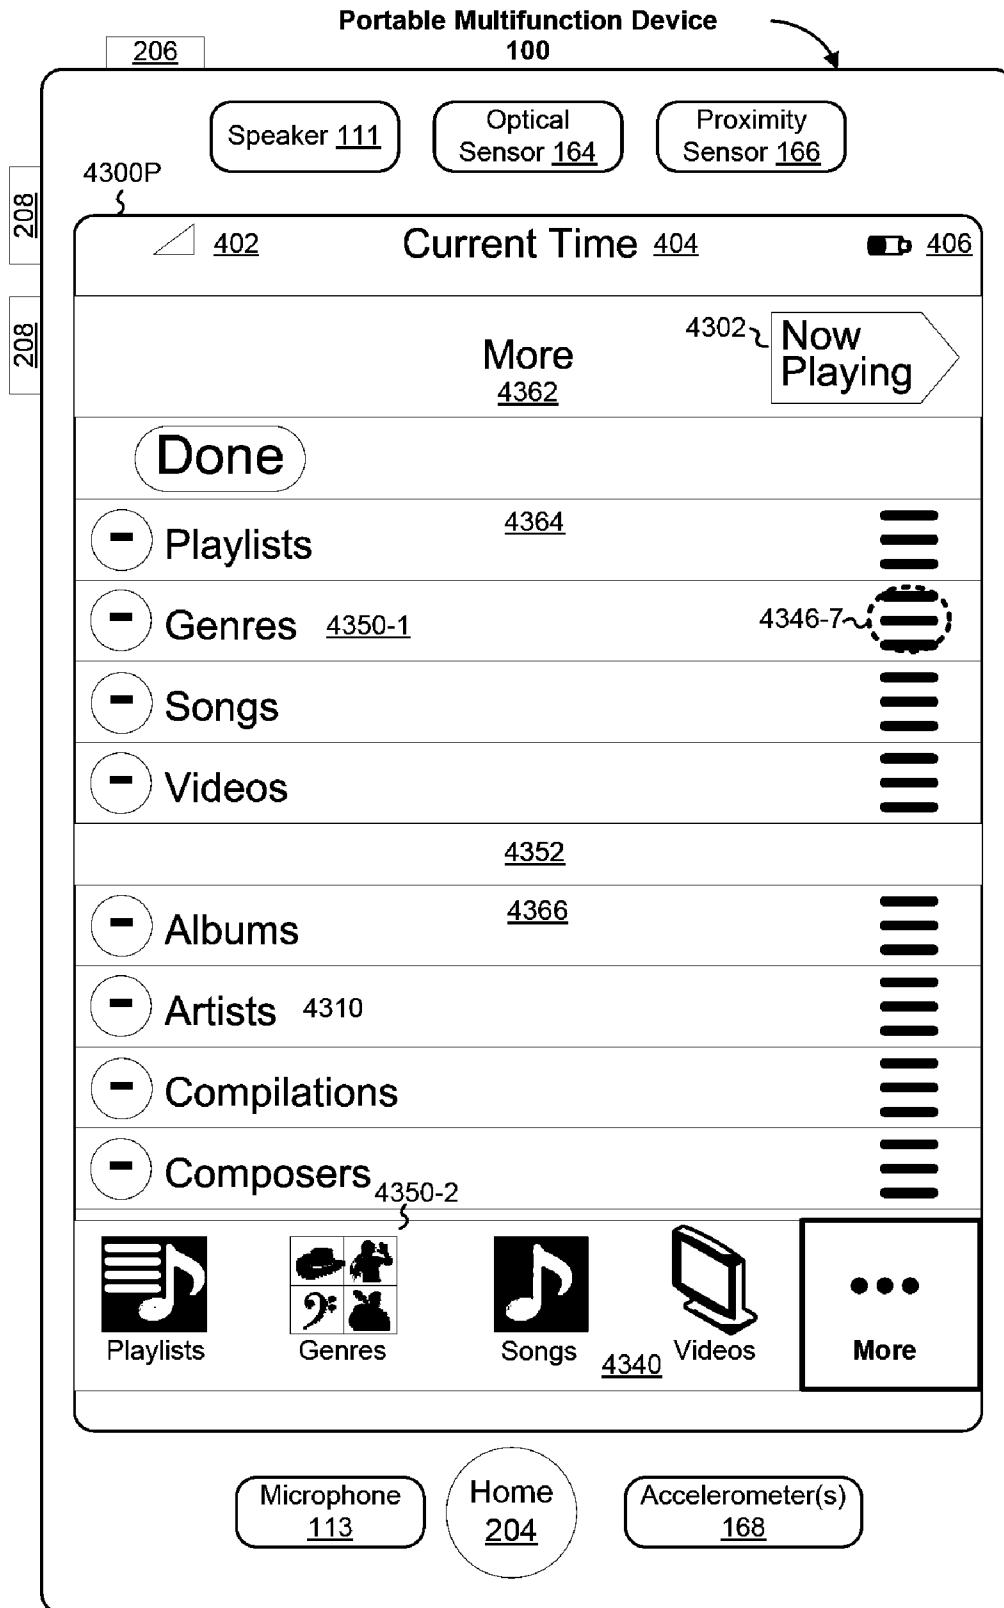 Portable Multifunction Device
100
206
Speaker 111
Optical
Sensor 164
Proximity
Sensor 166
4300P
208
208
402
Current Time 404
406
More
4362
4302
Now
Playing
Done
4364
- Playlists
- Genres 4350-1
4346-7
- Songs
- Videos
4352
4366
- Albums
- Artists 4310
- Compilations
- Composers
4350-2
Playlists
Genres
Songs
4340
Videos
More
Microphone
113
Home
204
Accelerometer(s)
168